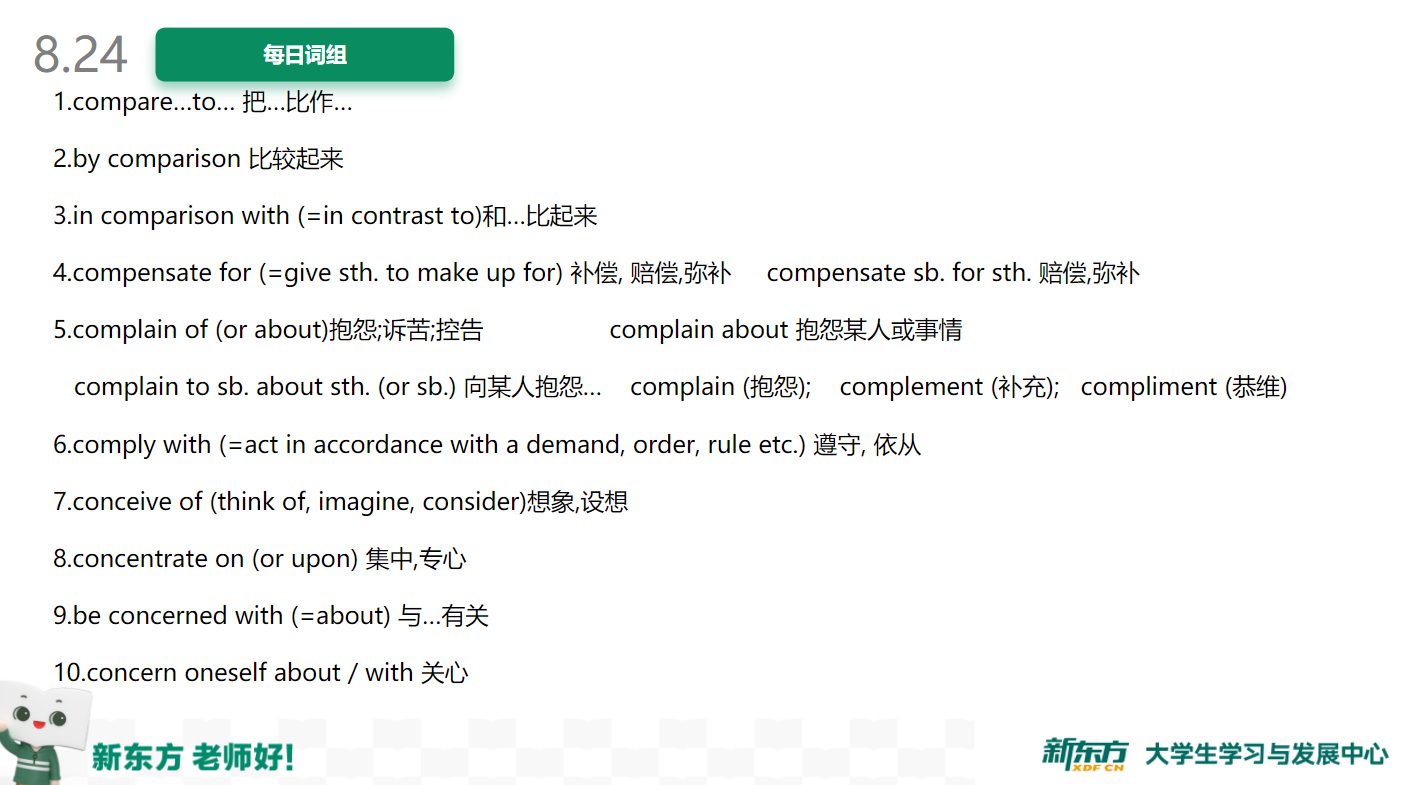 8.24
每日词组
1.compare…to… 把…比作…
2.by comparison 比较起来
3.in comparison with (=in contrast to)和…比起来
4.compensate for (=give sth. to make up for) 补偿, 赔偿,弥补 compensate sb. for sth. 赔偿,弥补
5.complain of (or about)抱怨;诉苦;控告 complain about 抱怨某人或事情
complain to sb. about sth. (or sb.) 向某人抱怨… complain (抱怨); complement (补充); compliment (恭维)
6.comply with (=act in accordance with a demand, order, rule etc.) 遵守, 依从
7.conceive of (think of, imagine, consider)想象,设想
8.concentrate on (or upon) 集中,专心
9.be concerned with (=about) 与…有关
10.concern oneself about / with 关心
新东方 老师好!
新东方 XDF.CN 大学生学习与发展中心